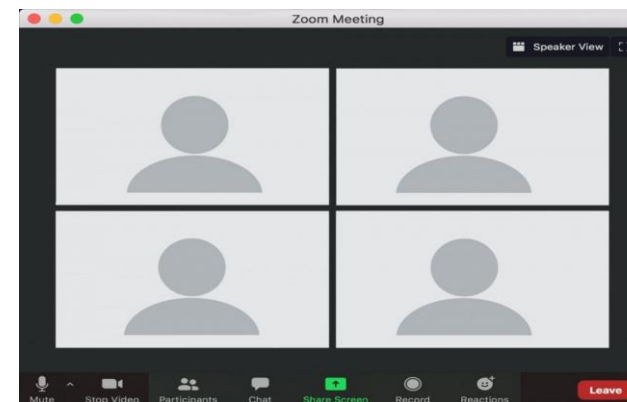 Zoom Meeting
Speaker View
Mute Stop Video Participants Chat Share Screen Record Reactions Leave